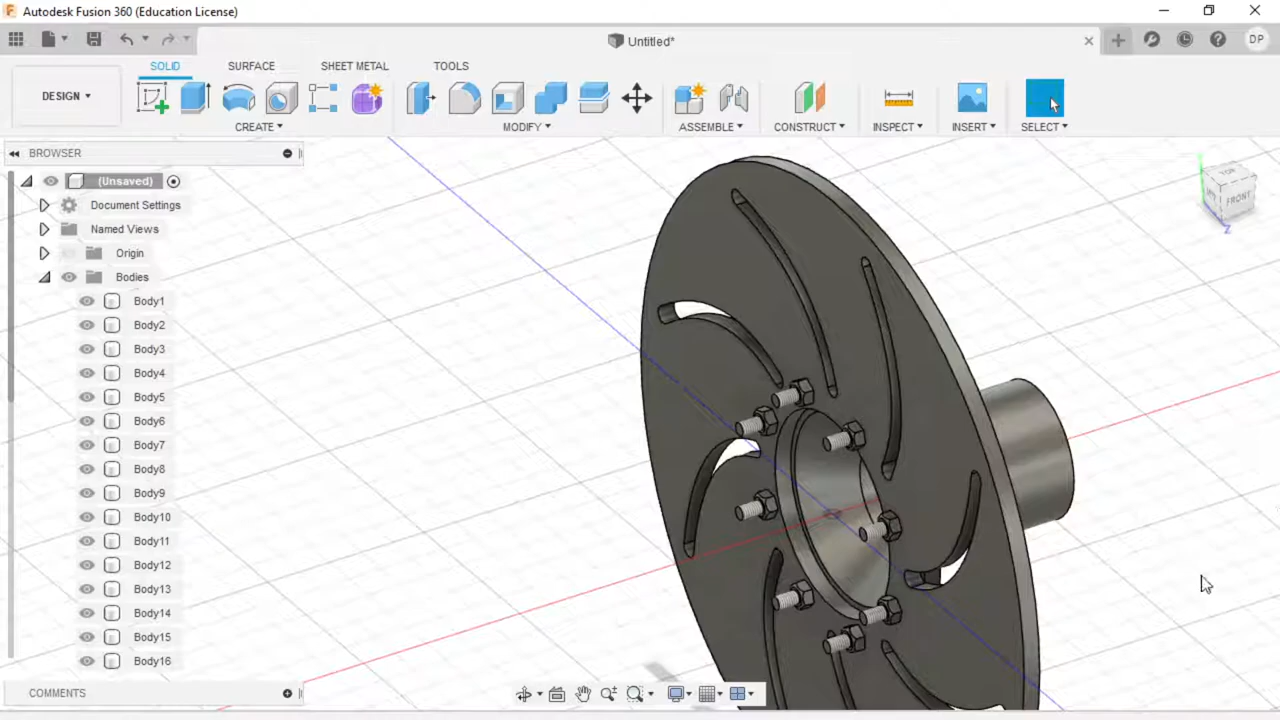 Autodesk Fusion 360 (Education License)
Untitled*
DP
DESIGN
SOLID
SURFACE
SHEET METAL
TOOLS
CREATE
MODIFY
ASSEMBLE
CONSTRUCT
INSPECT
INSERT
SELECT
BROWSER
(Unsaved)
Document Settings
Named Views
Origin
Bodies
Body1
Body2
Body3
Body4
Body5
Body6
Body7
Body8
Body9
Body10
Body11
Body12
Body13
Body14
Body15
Body16
TOP
FRONT
Z
COMMENTS